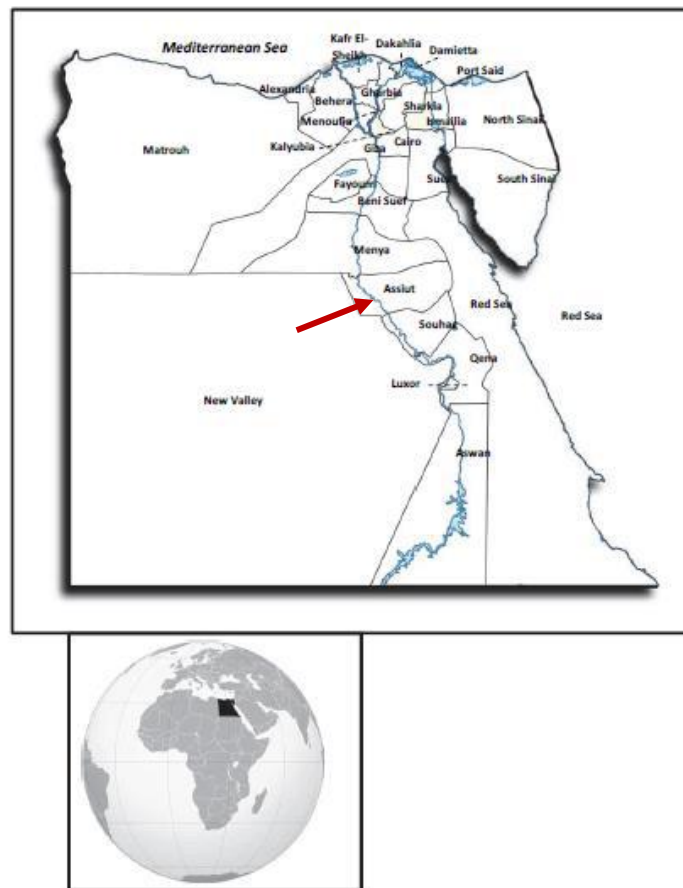 Mediterranean Sea
Kafr El-
Sheikh
Dakahlia
Damietta
Port Said
Alexandria
Gharbia
Behera
Sharkia
Menoufia
Ismailia
North Sinai
Kalyubia
Cairo
Giba
Matrouh
Fayoum
Suez
South Sinai
Beni Suef
Menya
Assiut
Red Sea
Red Sea
Souhag
Qena
Luxor
New Valley
Aswan